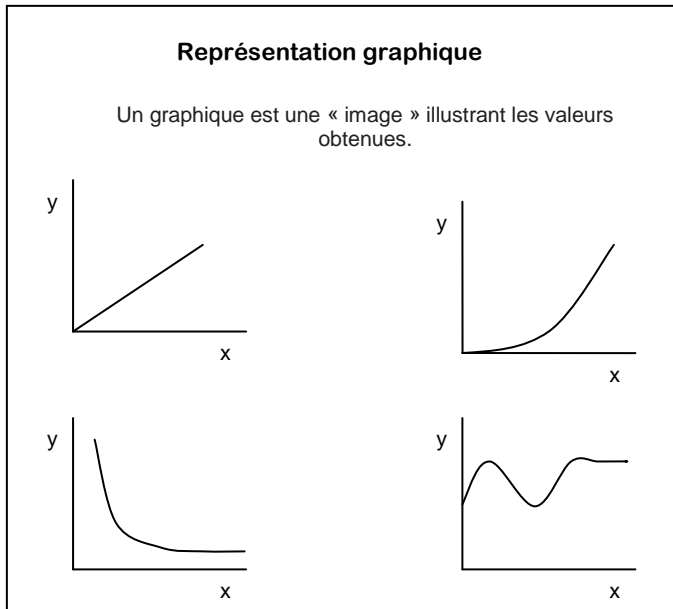 Représentation graphique
Un graphique est une « image » illustrant les valeurs
obtenues.
y
x
y
x
y
x
y
x